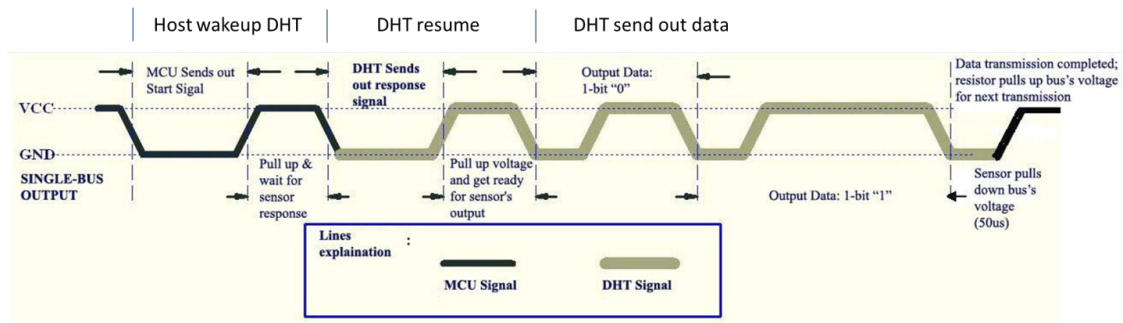 Host wakeup DHT
DHT resume
DHT send out data
MCU Sends out
Start Sigal
DHT Sends
out response
signal
Output Data:
1-bit “0”
Data transmission completed;
resistor pulls up bus's voltage
for next transmission
VCC
GND
SINGLE-BUS
OUTPUT
Pull up &
wait for
sensor
response
Pull up voltage
and get ready
for sensor's
output
Output Data: 1-bit “1”
Sensor pulls
down bus's
voltage
(50us)
Lines
explaination :
MCU Signal
DHT Signal